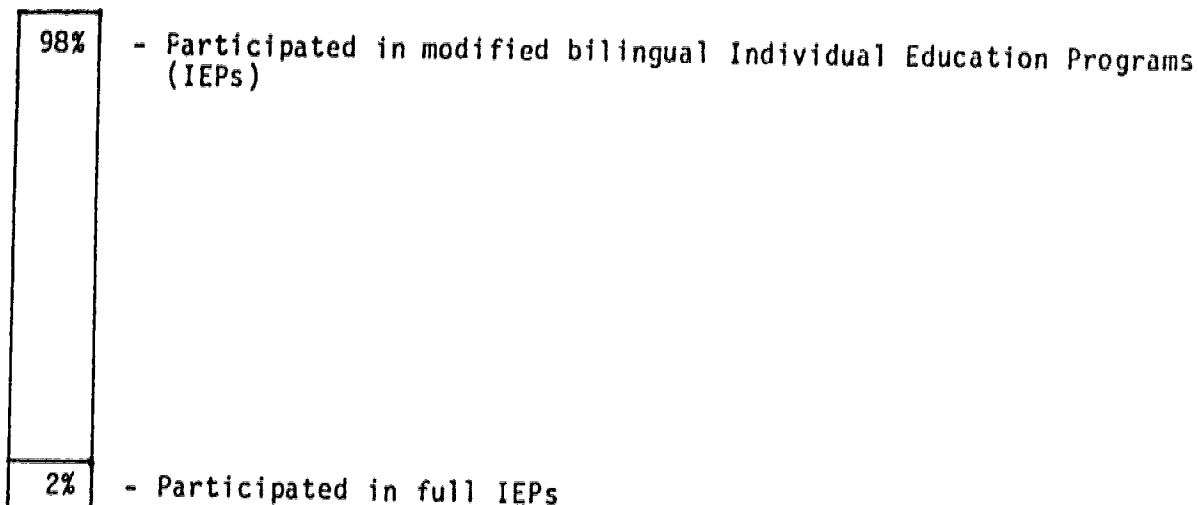 98% - Participated in modified bilingual Individual Education Programs
(IEPs)
2% - Participated in full IEPs